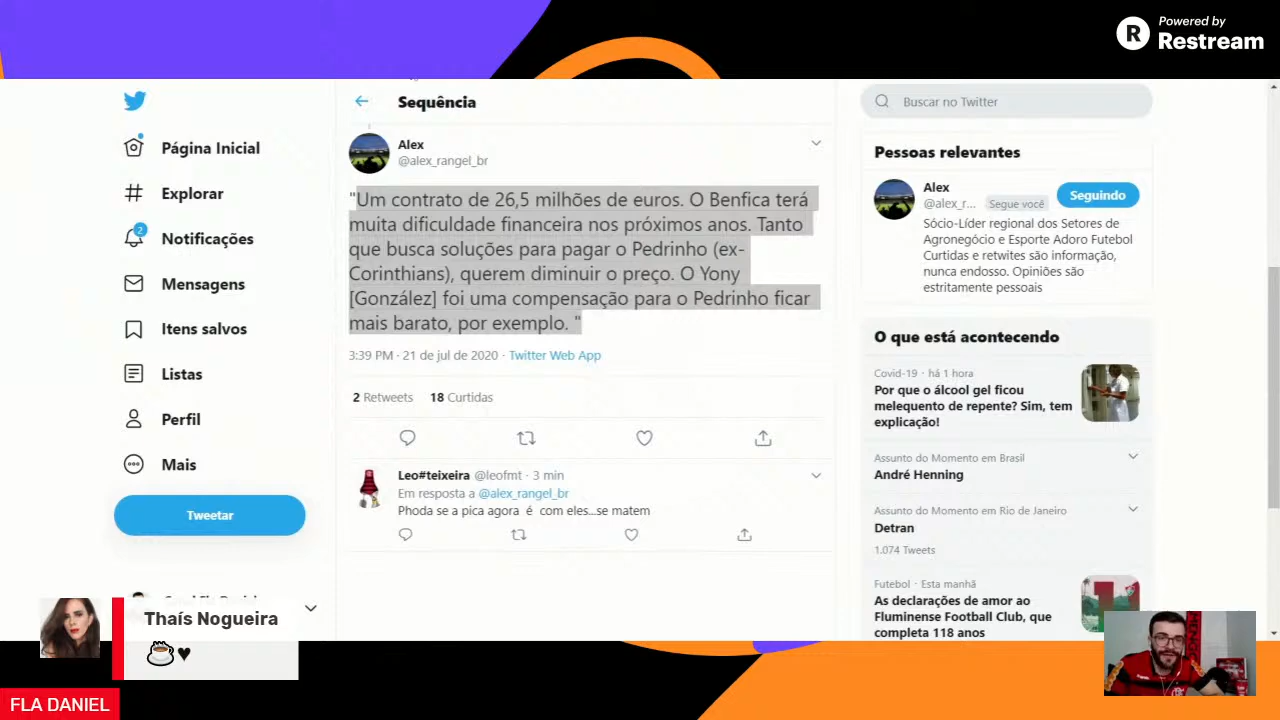 Powered by
R Restream
Página Inicial
Explorar
2
Notificações
Mensagens
Itens salvos
Listas
Perfil
Mais
Tweetar
Sequência
Alex
@alex_rangel_br
"Um contrato de 26,5 milhões de euros. O Benfica terá
muita dificuldade financeira nos próximos anos. Tanto
que busca soluções para pagar o Pedrinho (ex-
Corinthians), querem diminuir o preço. O Yony
[González] foi uma compensação para o Pedrinho ficar
mais barato, por exemplo. "
3:39 PM · 21 de jul de 2020 · Twitter Web App
2 Retweets 18 Curtidas
Leo#teixeira @leofmt · 3 min
Em resposta a @alex_rangel_br
Phoda se a pica agora é com eles...se matem
Buscar no Twitter
Pessoas relevantes
Alex
@alex_r... Segue você
Seguindo
Sócio-Líder regional dos Setores de
Agronegócio e Esporte Adoro Futebol
Curtidas e retwites são informação,
nunca endosso. Opiniões são
estritamente pessoais
O que está acontecendo
Covid-19 · há 1 hora
Por que o álcool gel ficou
melequento de repente? Sim, tem
explicação!
Assunto do Momento em Brasil
André Henning
Assunto do Momento em Rio de Janeiro
Detran
1.074 Tweets
Futebol · Esta manhã
As declarações de amor ao
Fluminense Football Club, que
completa 118 anos
Thaís Nogueira
☕♥
FLA DANIEL